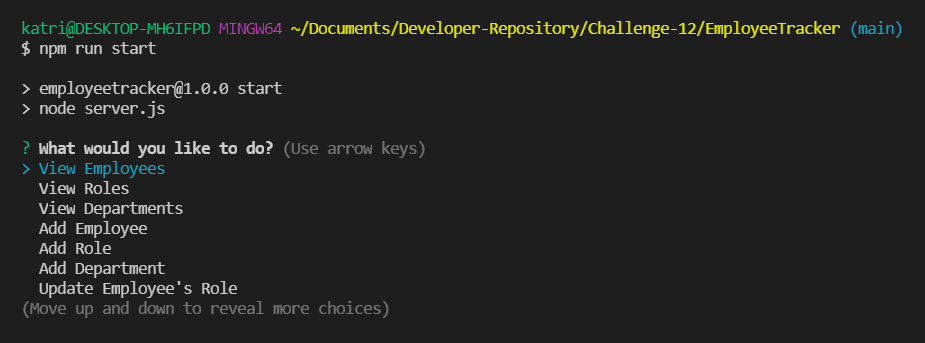 katri@DESKTOP-MH6IFPD MINGW64 ~/Documents/Developer-Repository/Challenge-12/EmployeeTracker (main)
$ npm run start
> employeetracker@1.0.0 start
> node server.js
? What would you like to do? (Use arrow keys)
> View Employees
View Roles
View Departments
Add Employee
Add Role
Add Department
Update Employee's Role
(Move up and down to reveal more choices)